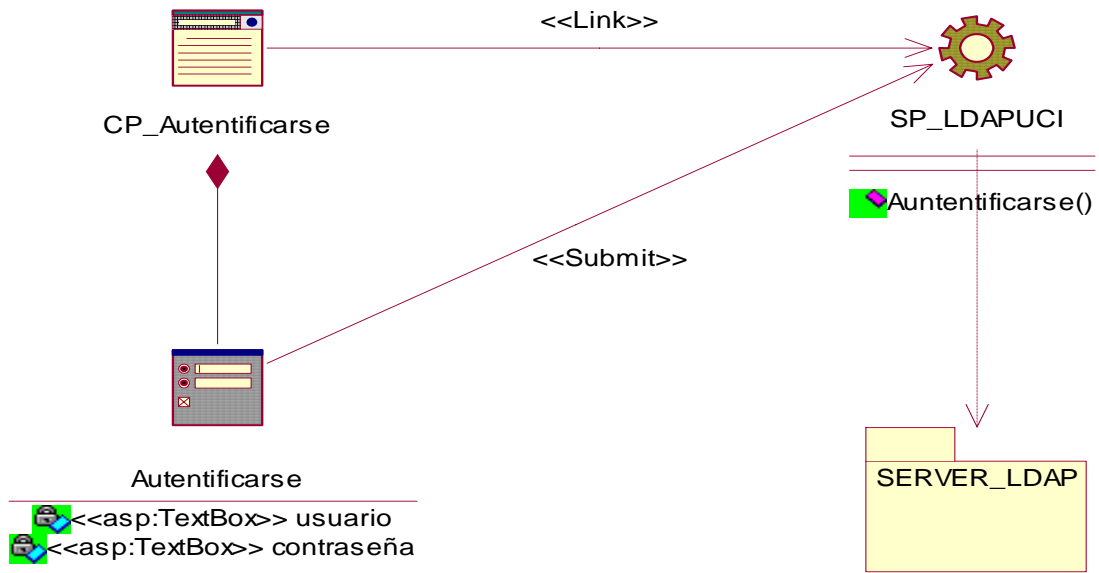 <<Link>>
CP_Autentificarse
SP_LDAPUCI
Auntentificarse()
<<Submit>>
Autentificarse
<<asp:TextBox>> usuario
<<asp:TextBox>> contraseña
SERVER_LDAP